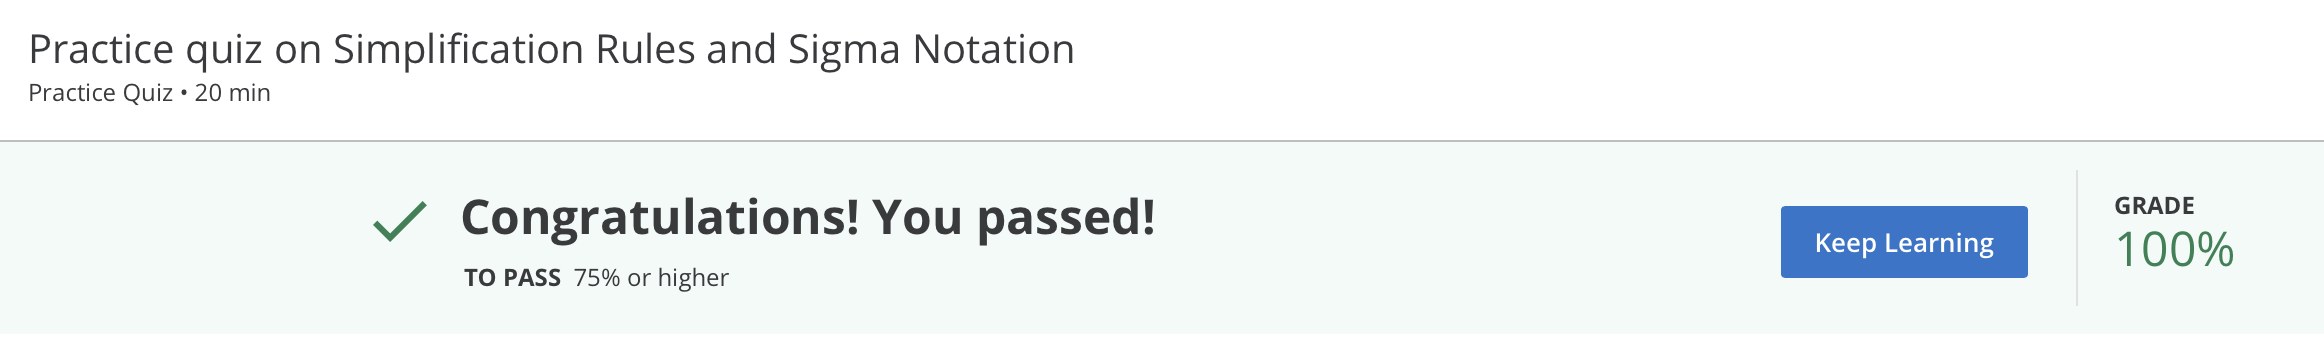 Practice quiz on Simplification Rules and Sigma Notation
Practice Quiz • 20 min
Congratulations! You passed!
TO PASS 75% or higher
Keep Learning
GRADE
100%